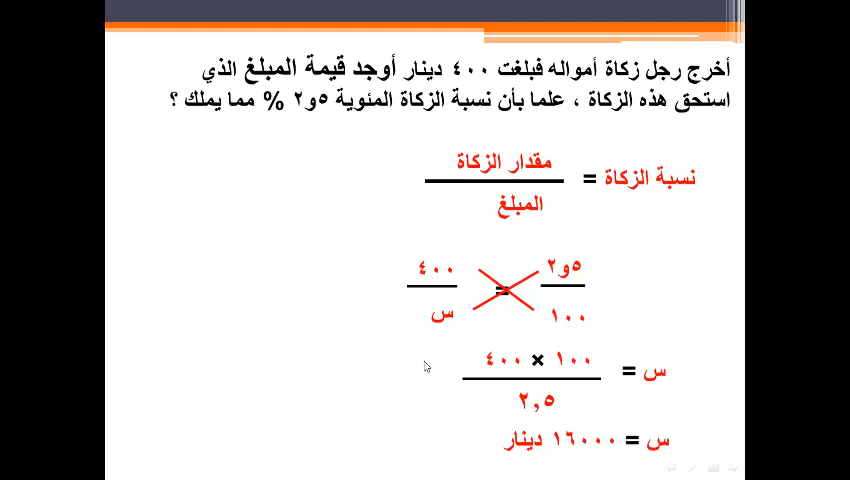 أخرج رجل زكاة أمواله فبلغت ٤٠٠ دينار أوجد قيمة المبلغ الذي
استحق هذه الزكاة ، علما بأن نسبة الزكاة المئوية ٥و٢ % مما يملك ؟
نسبة الزكاة = مقدار الزكاة
المبلغ
٥و٢ = ٤٠٠
١٠٠ س
س = ١٠٠ × ٤٠٠
٢,٥
س = ١٦٠٠٠ دينار